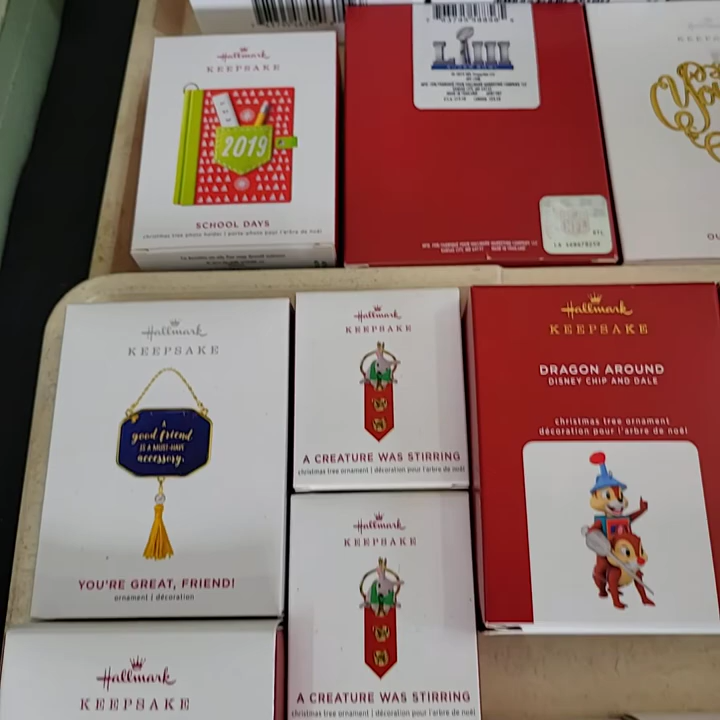 Hallmark
KEEPSAKE
2019
SCHOOL DAYS
christmas tree photo holder | porte-photo pour l'arbre de noël
LIII
Hallmark
KEEPSAKE
A
good friend
IS A MUST-HAVE
accessory.
YOU'RE GREAT, FRIEND!
ornament | décoration
Hallmark
KEEPSAKE
A CREATURE WAS STIRRING
christmas tree ornament | décoration pour l'arbre de noël
Hallmark
KEEPSAKE
DRAGON AROUND
DISNEY CHIP AND DALE
christmas tree ornament
décoration pour l'arbre de noël
Hallmark
KEEPSAKE
A CREATURE WAS STIRRING
christmas tree ornament | décoration pour l'arbre de noël
Hallmark
KEEPSAKE